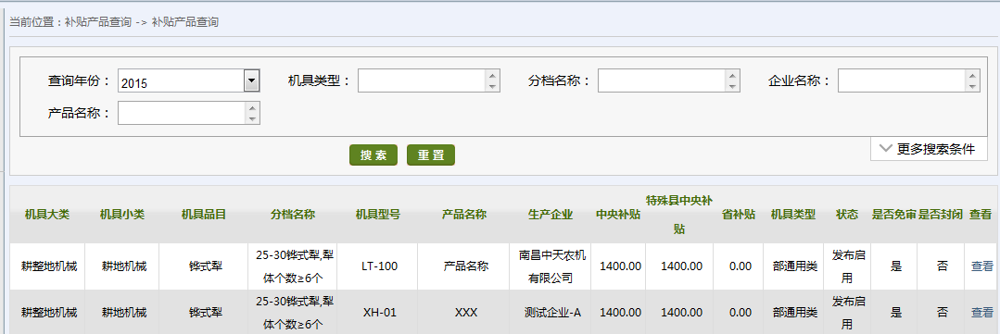 当前位置：补贴产品查询 -> 补贴产品查询
查询年份： 2015 机具类型： 分档名称： 企业名称：
产品名称：
搜 索 重 置 更多搜索条件
机具大类 机具小类 机具品目 分档名称 机具型号 产品名称 生产企业 中央补贴 特殊县中央补贴 省补贴 机具类型 状态 是否免审 是否封闭 查看
耕整地机械 耕地机械 铧式犁 25-30铧式犁,犁体个数≥6个 LT-100 产品名称 南昌中天农机有限公司 1400.00 1400.00 0.00 部通用类 发布启用 是 否 查看
耕整地机械 耕地机械 铧式犁 25-30铧式犁,犁体个数≥6个 XH-01 XXX 测试企业-A 1400.00 1400.00 0.00 部通用类 发布启用 是 否 查看